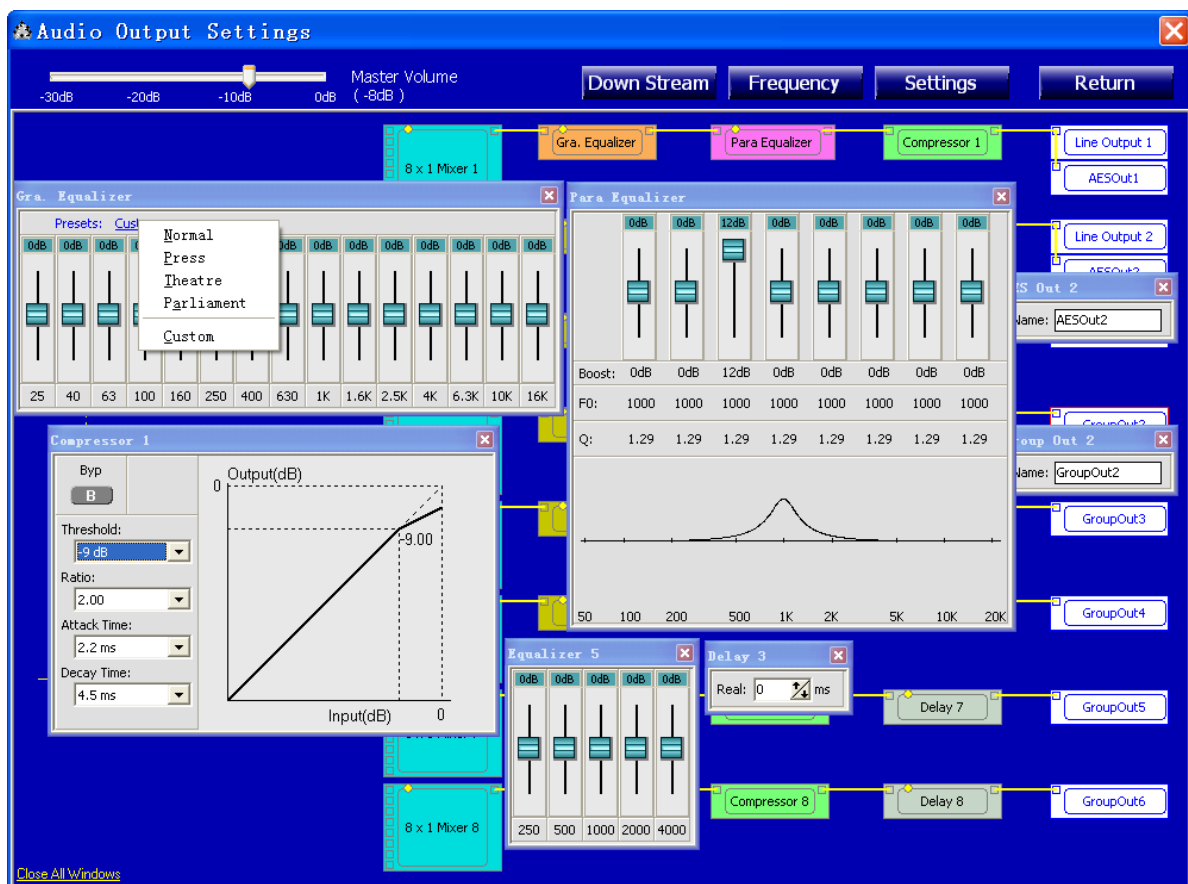 Audio Output Settings
-30dB -20dB -10dB 0dB
Master Volume
( -8dB )
Down Stream
Frequency
Settings
Return
8 x 1 Mixer 1
Gra. Equalizer
Para Equalizer
Compressor 1
Line Output 1
AESOut1
Line Output 2
AESOut2
Gra. Equalizer
Presets:
Normal
Press
Theatre
Parliament
Custom
0dB 0dB 0dB 0dB 0dB 0dB 0dB 0dB 0dB 0dB 0dB
25 40 63 100 160 250 400 630 1K 1.6K 2.5K 4K 6.3K 10K 16K
Para Equalizer
0dB 0dB 12dB 0dB 0dB 0dB 0dB 0dB
Boost: 0dB 0dB 12dB 0dB 0dB 0dB 0dB 0dB
F0: 1000 1000 1000 1000 1000 1000 1000 1000
Q: 1.29 1.29 1.29 1.29 1.29 1.29 1.29 1.29
50 100 200 500 1K 2K 5K 10K 20K
Out 2
Name: AESOut2
Out 2
Name: GroupOut2
GroupOut3
GroupOut4
GroupOut5
GroupOut6
Compressor 1
Byp
B
Threshold:
-9 dB
Ratio:
2.00
Attack Time:
2.2 ms
Decay Time:
4.5 ms
Output(dB)
0
-9.00
Input(dB) 0
Equalizer 5
0dB 0dB 0dB 0dB 0dB
250 500 1000 2000 4000
Delay 3
Real: 0 ms
Delay 7
8 x 1 Mixer 8
Compressor 8
Delay 8
Close All Windows